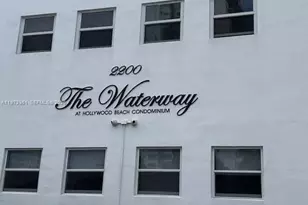 2200
The Waterway
AT HOLLYWOOD BEACH CONDOMINIUM